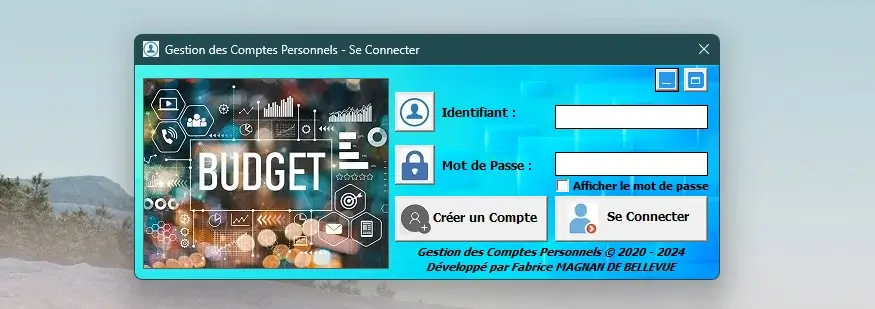 Gestion des Comptes Personnels - Se Connecter
BUDGET
Identifiant :
Mot de Passe :
Afficher le mot de passe
Créer un Compte
Se Connecter
Gestion des Comptes Personnels © 2020 - 2024
Développé par Fabrice MAGNAN DE BELLEVUE